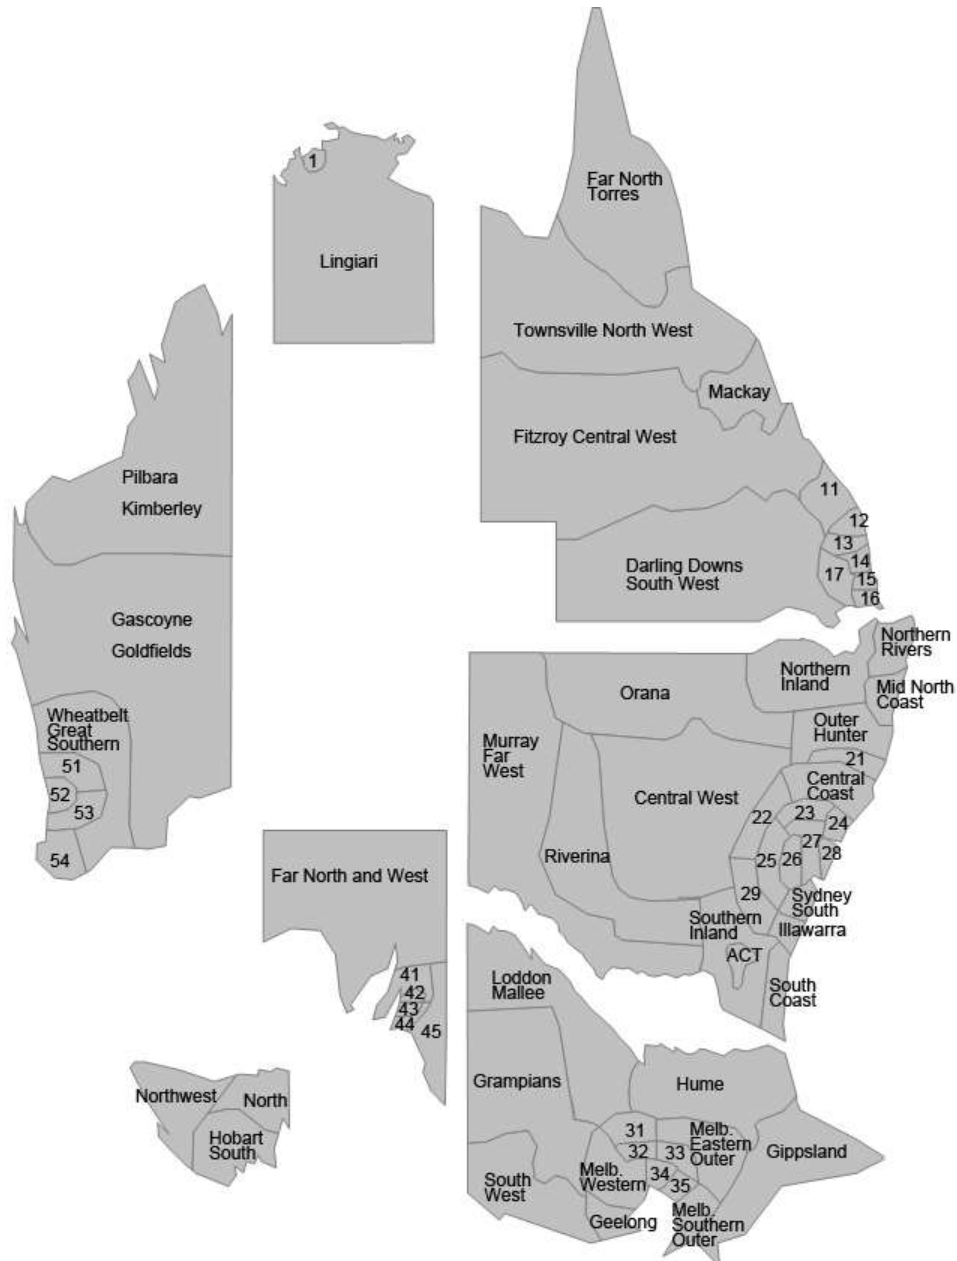 1
Far North
Torres
Lingiari
Townsville North West
Mackay
Fitzroy Central West
Pilbara
Kimberley
11
12
13
14
15
16
17
Darling Downs
South West
Gascoyne
Goldfields
Northern
Rivers
Northern
Inland
Mid North
Coast
Orana
Outer
Hunter
21
Wheatbelt
Great
Southern
Murray
Far
West
51
52
53
54
Central
Coast
Central West
22
23
24
27
28
25
26
29
Riverina
Far North and West
Sydney
South
Southern
Inland
Illawarra
ACT
41
42
43
44
45
Loddon
Mallee
South
Coast
Northwest
North
Hobart
South
Grampians
Hume
31
32
33
34
35
Melb.
Eastern
Outer
Gippsland
South
West
Melb.
Western
Geelong
Melb.
Southern
Outer